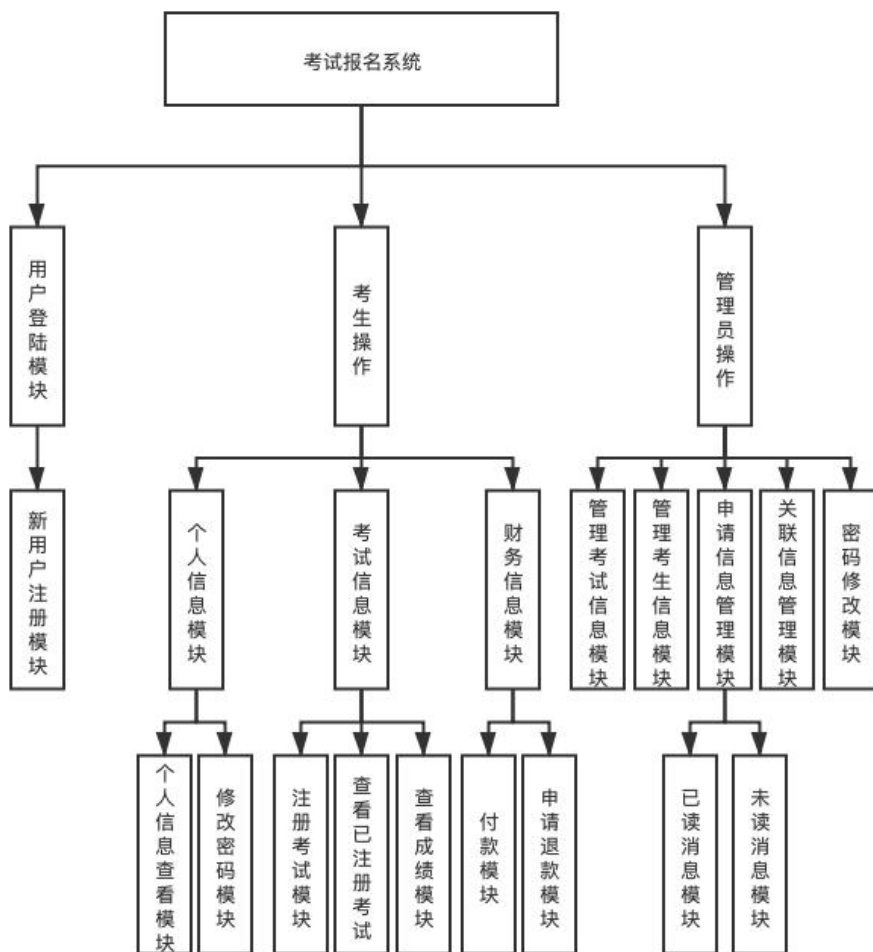 考试报名系统
用户登陆模块
考生操作
管理员操作
新用户注册模块
个人信息模块
考试信息模块
财务信息模块
管理考试信息模块
管理考生信息模块
申请信息管理模块
关联信息管理模块
密码修改模块
个人信息查看模块
修改密码模块
注册考试模块
查看已注册考试
查看成绩模块
付款模块
申请退款模块
已读消息模块
未读消息模块